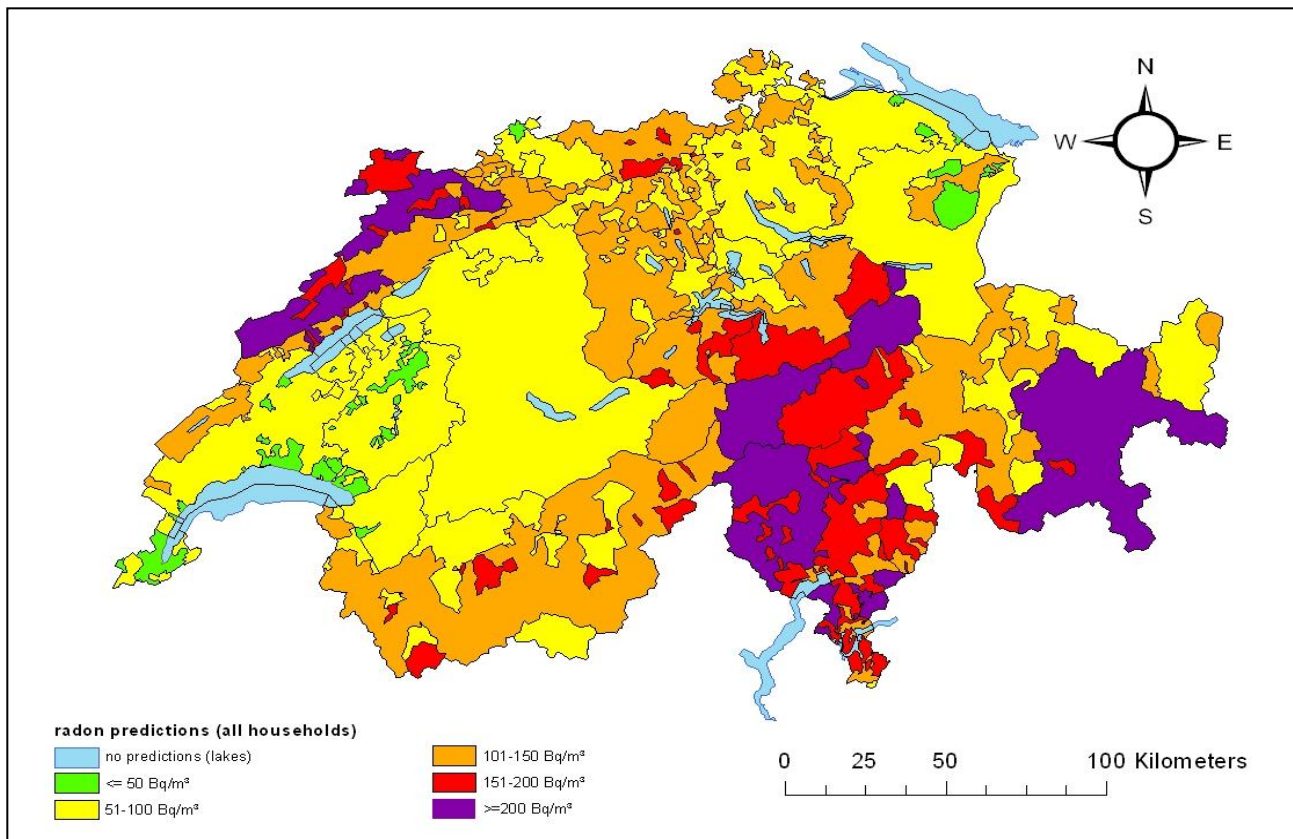 N
W E
S
radon predictions (all households)
no predictions (lakes)
<= 50 Bq/m³
51-100 Bq/m³
101-150 Bq/m³
151-200 Bq/m³
>=200 Bq/m³
0 25 50 100 Kilometers